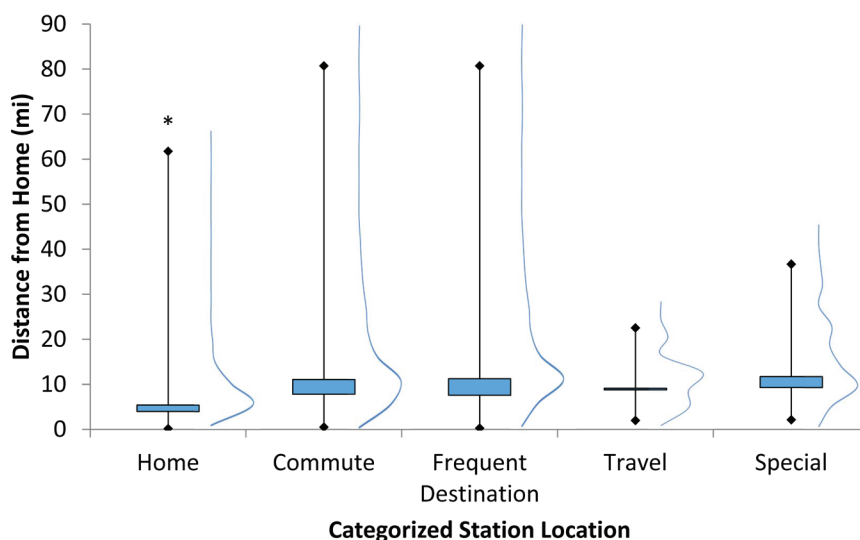 90
80
70
60
50
40
30
20
10
0
Distance from Home (mi)
*
Home
Commute
Frequent
Destination
Travel
Special
Categorized Station Location